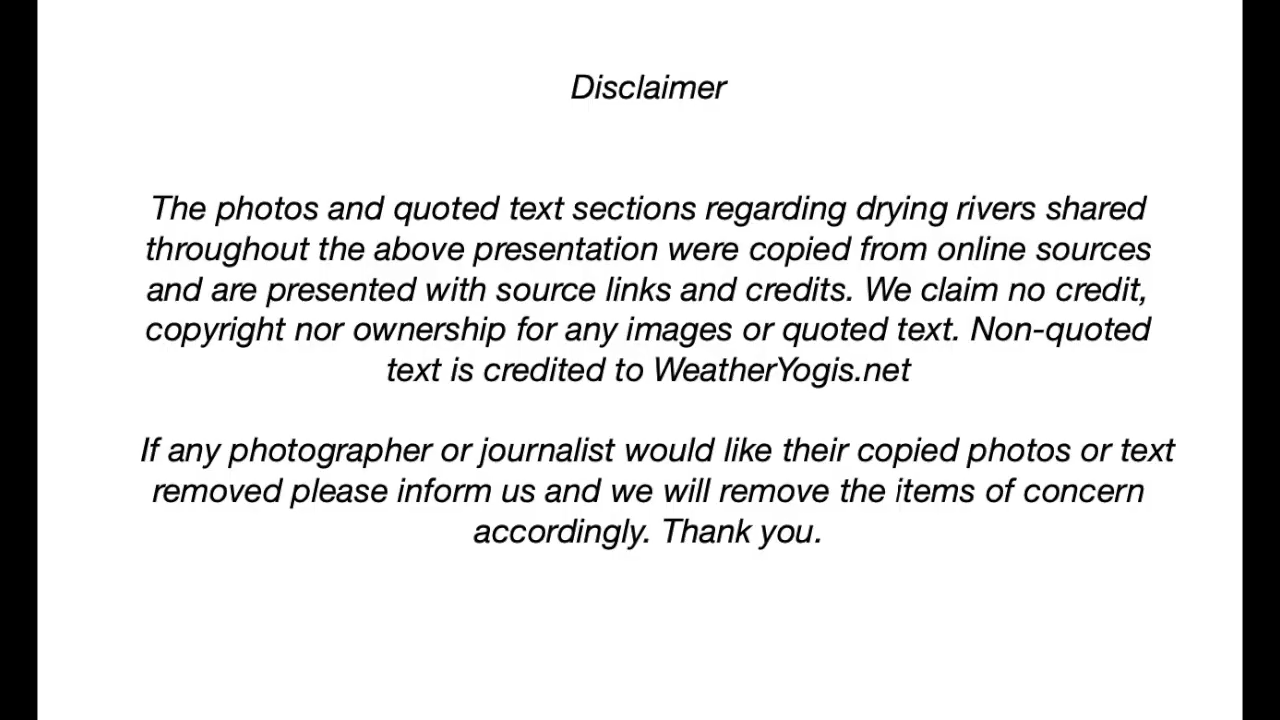 Disclaimer
The photos and quoted text sections regarding drying rivers shared
throughout the above presentation were copied from online sources
and are presented with source links and credits. We claim no credit,
copyright nor ownership for any images or quoted text. Non-quoted
text is credited to WeatherYogis.net
If any photographer or journalist would like their copied photos or text
removed please inform us and we will remove the items of concern
accordingly. Thank you.